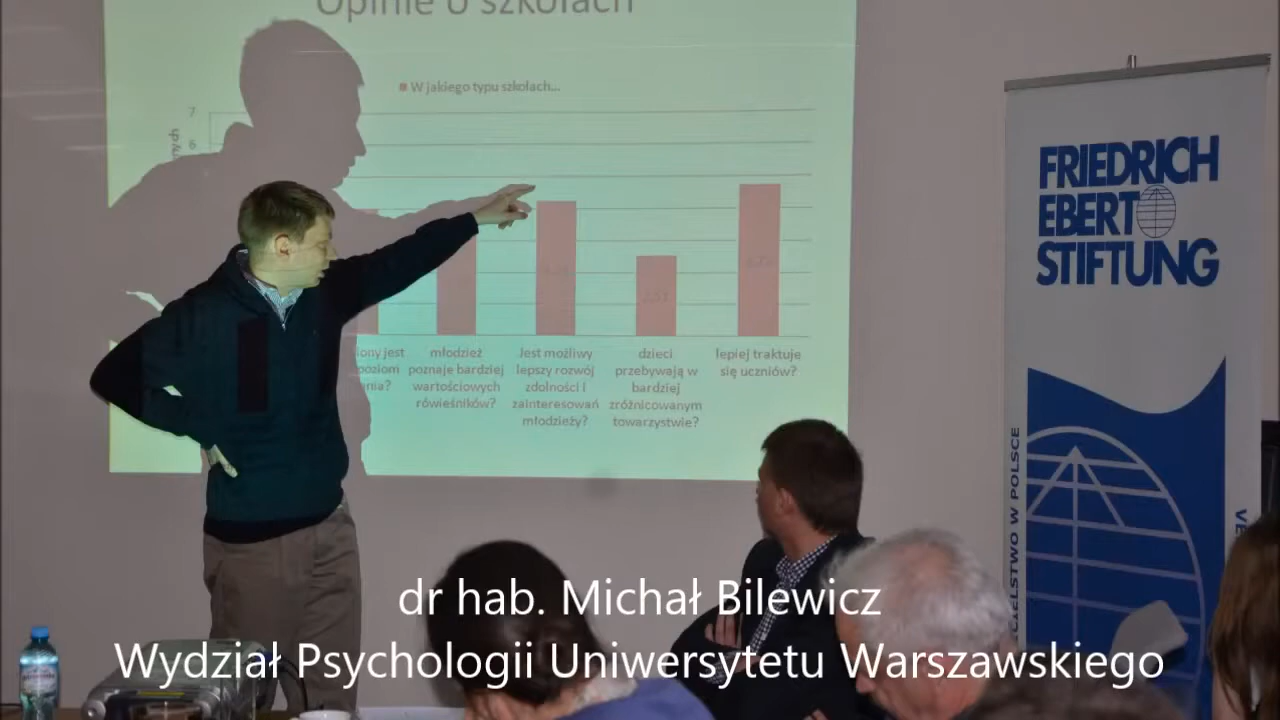 Opinie o szkołach
W jakiego typu szkołach...
7
6
młodzież
poznaje bardziej
wartościowych
rówieśników?
Jest możliwy
lepszy rozwój
zdolności i
zainteresowań
młodzieży?
dzieci
przebywają w
bardziej
zróżnicowanym
towarzystwie?
lepiej traktuje
się uczniów?
FRIEDRICH
EBERT
STIFTUNG
W POLSCE
dr hab. Michał Bilewicz
Wydział Psychologii Uniwersytetu Warszawskiego